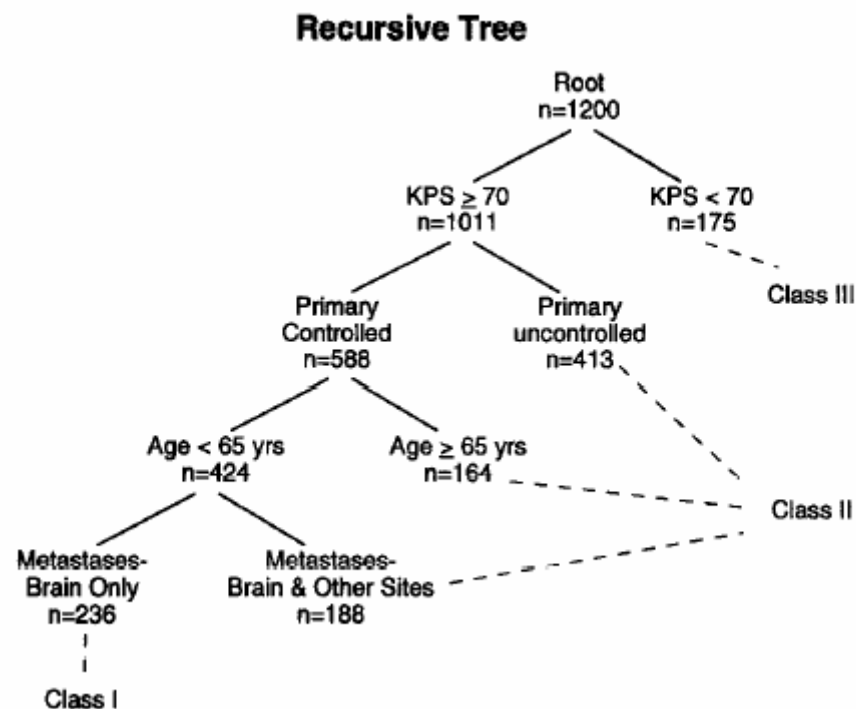 Recursive Tree
Root
n=1200
KPS ≥ 70
n=1011
KPS < 70
n=175
Class III
Primary
Controlled
n=588
Primary
uncontrolled
n=413
Age < 65 yrs
n=424
Age ≥ 65 yrs
n=164
Class II
Metastases-
Brain Only
n=236
Metastases-
Brain & Other Sites
n=188
Class I